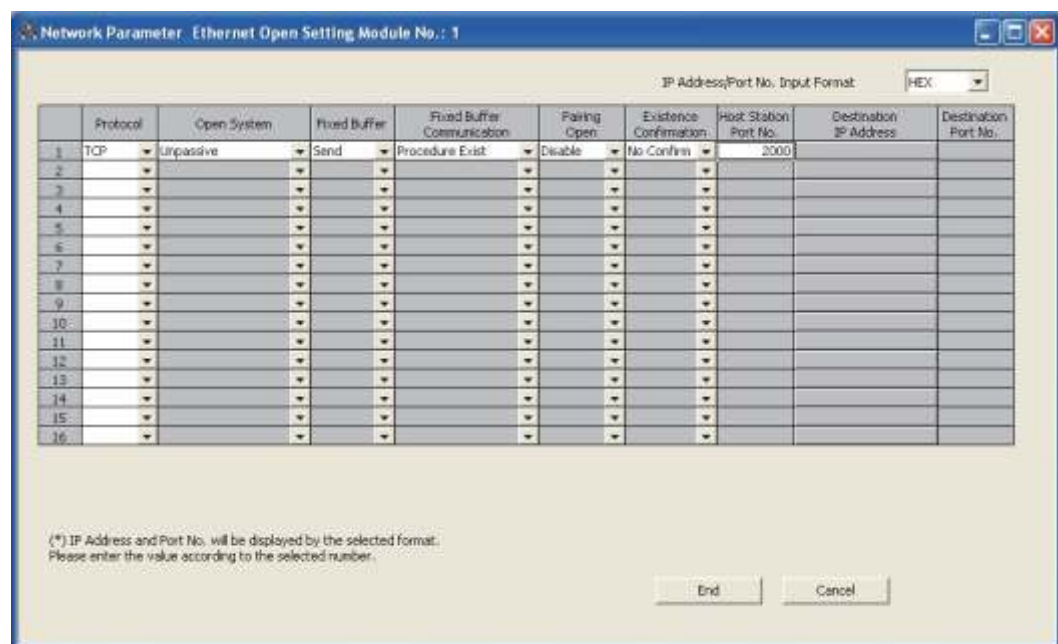 Network Parameter Ethernet Open Setting Module No.: 1
IP Address/Port No. Input Format HEX
Protocol Open System Fixed Buffer Fixed Buffer Communication Pairing Open Existence Confirmation Host Station Port No. Destination IP Address Destination Port No.
1 TCP Unpassive Send Procedure Exist Disable No Confirm 2000
2
3
4
5
6
7
8
9
10
11
12
13
14
15
16
(*) IP Address and Port No. will be displayed by the selected format.
Please enter the value according to the selected number.
End Cancel